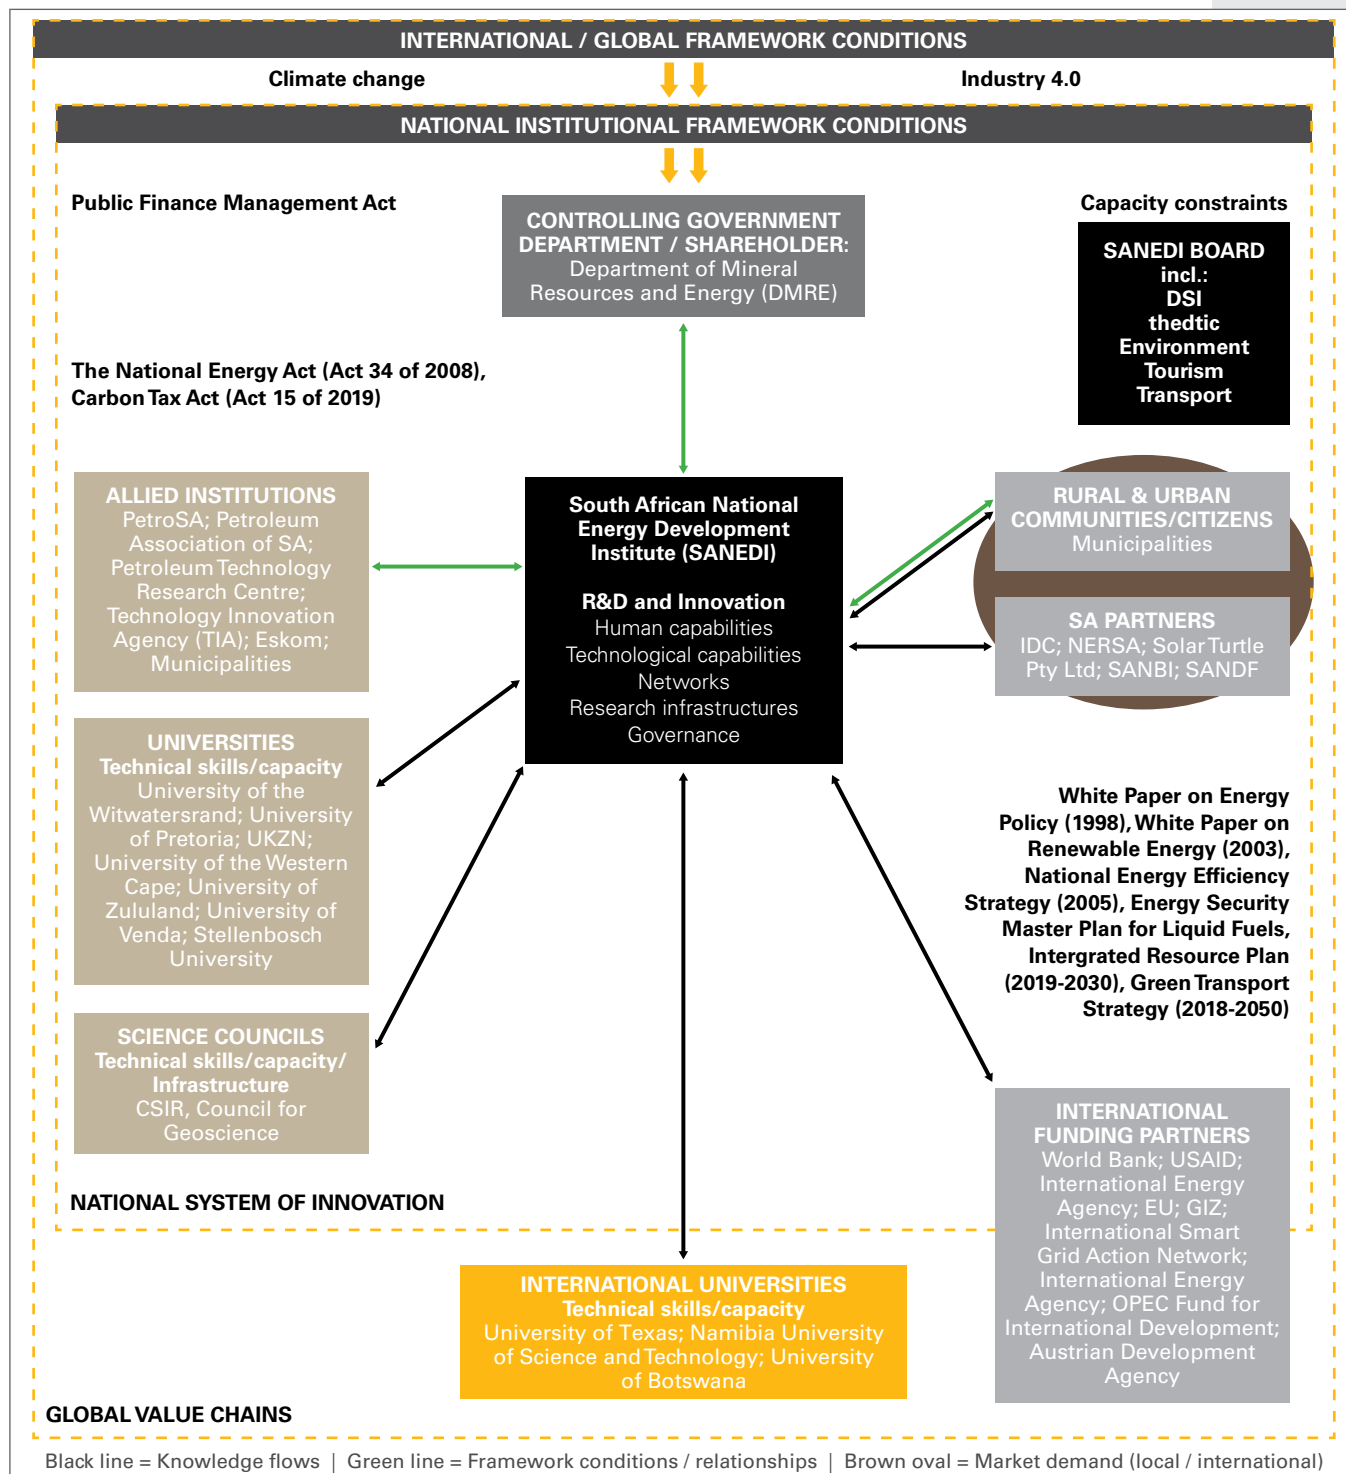 INTERNATIONAL / GLOBAL FRAMEWORK CONDITIONS
Climate change
Industry 4.0
NATIONAL INSTITUTIONAL FRAMEWORK CONDITIONS
Public Finance Management Act
CONTROLLING GOVERNMENT
DEPARTMENT / SHAREHOLDER:
Department of Mineral
Resources and Energy (DMRE)
Capacity constraints
SANEDI BOARD
incl.:
DSI
thedtic
Environment
Tourism
Transport
The National Energy Act (Act 34 of 2008),
Carbon Tax Act (Act 15 of 2019)
ALLIED INSTITUTIONS
PetroSA; Petroleum
Association of SA;
Petroleum Technology
Research Centre;
Technology Innovation
Agency (TIA); Eskom;
Municipalities
South African National
Energy Development
Institute (SANEDI)
R&D and Innovation
Human capabilities
Technological capabilities
Networks
Research infrastructures
Governance
RURAL & URBAN
COMMUNITIES/CITIZENS
Municipalities
SA PARTNERS
IDC; NERSA; Solar Turtle
Pty Ltd; SANBI; SANDF
UNIVERSITIES
Technical skills/capacity
University of the
Witwatersrand; University
of Pretoria; UKZN;
University of the Western
Cape; University of
Zululand; University of
Venda; Stellenbosch
University
White Paper on Energy
Policy (1998), White Paper on
Renewable Energy (2003),
National Energy Efficiency
Strategy (2005), Energy Security
Master Plan for Liquid Fuels,
Intergrated Resource Plan
(2019-2030), Green Transport
Strategy (2018-2050)
SCIENCE COUNCILS
Technical skills/capacity/
Infrastructure
CSIR, Council for
Geoscience
INTERNATIONAL
FUNDING PARTNERS
World Bank; USAID;
International Energy
Agency; EU; GIZ;
International Smart
Grid Action Network;
International Energy
Agency; OPEC Fund for
International Development;
Austrian Development
Agency
NATIONAL SYSTEM OF INNOVATION
INTERNATIONAL UNIVERSITIES
Technical skills/capacity
University of Texas; Namibia University
of Science and Technology; University
of Botswana
GLOBAL VALUE CHAINS
Black line = Knowledge flows | Green line = Framework conditions / relationships | Brown oval = Market demand (local / international)